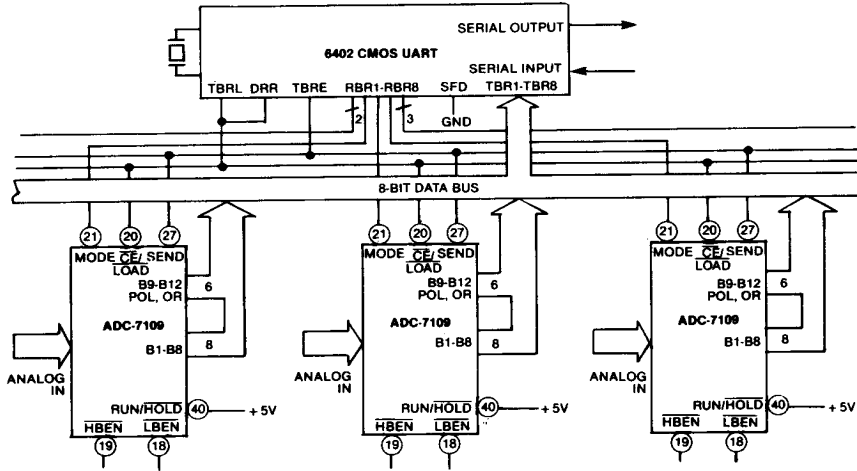 SERIAL OUTPUT
6402 CMOS UART
SERIAL INPUT
TBRL DRR TBRE RBR1-RBR8 SFD TBR1-TBR8
2 3 GND
8-BIT DATA BUS
21 20 27 21 20 27 21 20 27
MODE CE/ SEND MODE CE/ SEND MODE CE/ SEND
LOAD LOAD LOAD
B9-B12 B9-B12 B9-B12
POL, OR 6 POL, OR 6 POL, OR 6
ADC-7109 ADC-7109 ADC-7109
B1-B8 8 B1-B8 8 B1-B8 8
ANALOG IN ANALOG IN ANALOG IN
RUN/HOLD 40 + 5V RUN/HOLD 40 + 5V RUN/HOLD 40 + 5V
HBEN LBEN HBEN LBEN HBEN LBEN
19 18 19 18 19 18